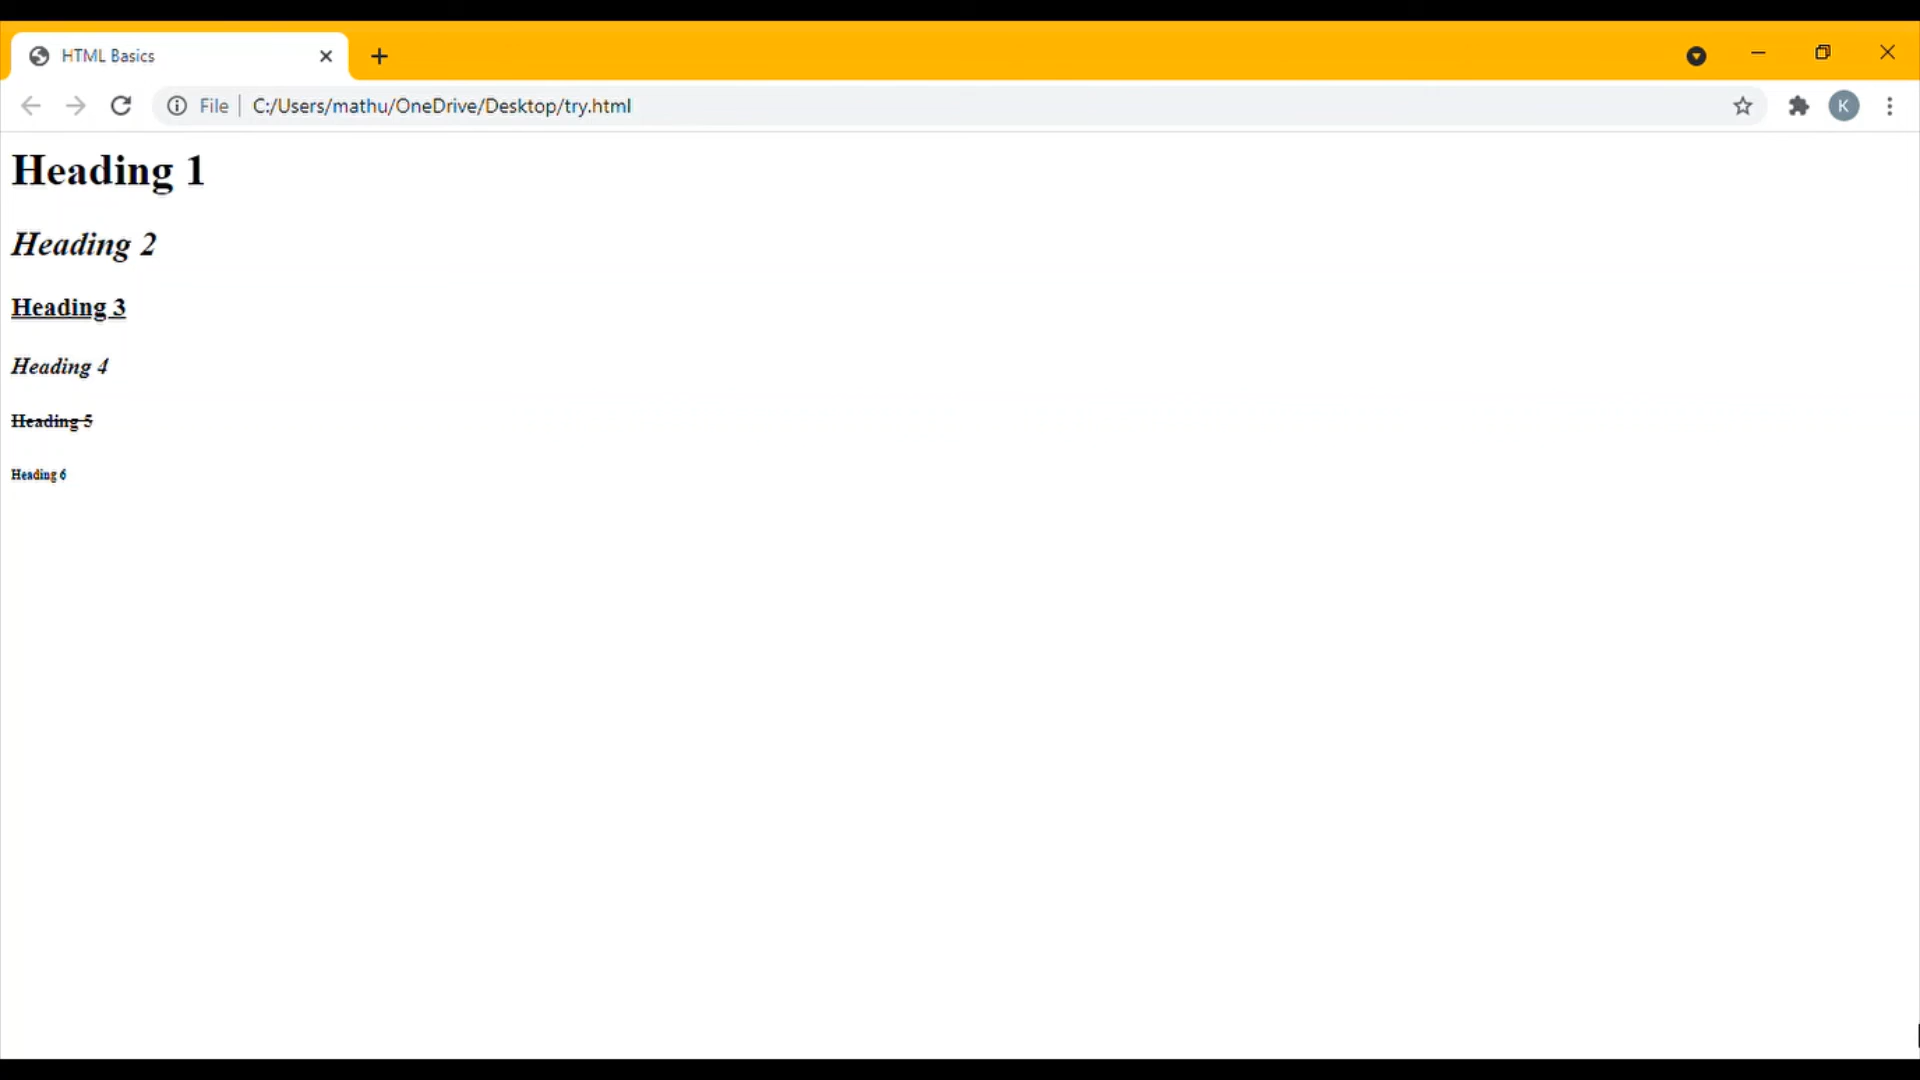 HTML Basics
File C:/Users/mathu/OneDrive/Desktop/try.html
K
Heading 1
Heading 2
Heading 3
Heading 4
Heading 5
Heading 6